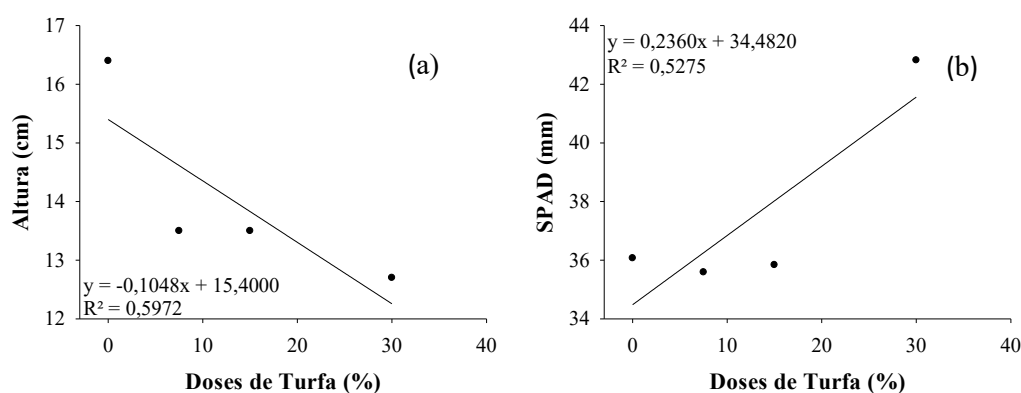 17
16
15
14
13
12
Altura (cm)
(a)
y = -0,1048x + 15,4000
R² = 0,5972
0
10
20
30
40
Doses de Turfa (%)
44
42
40
38
36
34
SPAD (mm)
y = 0,2360x + 34,4820
R² = 0,5275
(b)
0
10
20
30
40
Doses de Turfa (%)